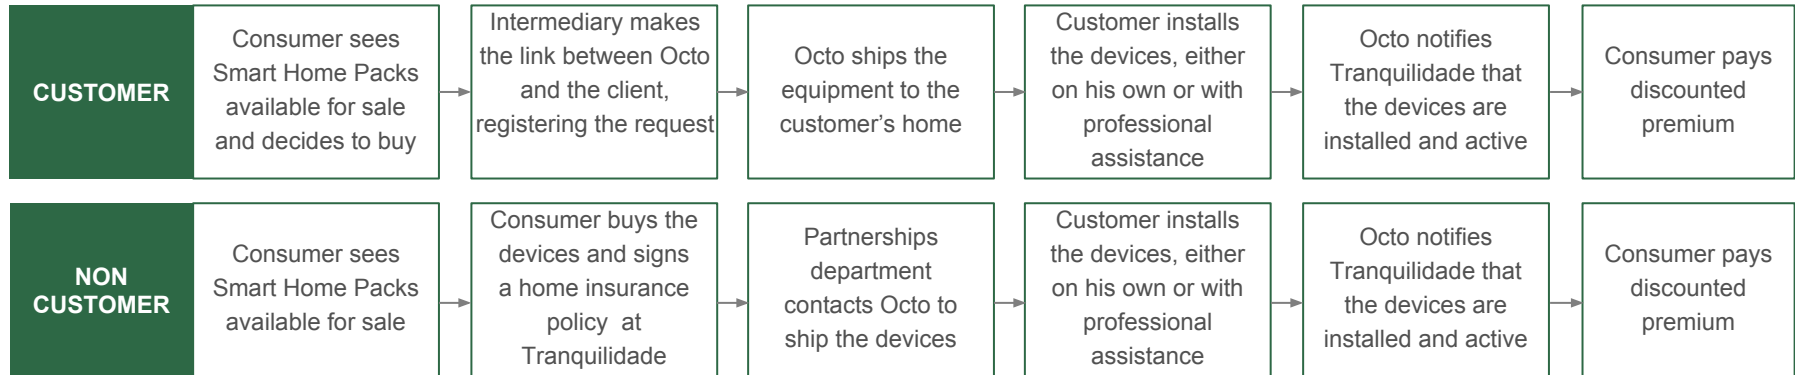 CUSTOMER
Consumer sees
Smart Home Packs
available for sale
and decides to buy
Intermediary makes
the link between Octo
and the client,
registering the request
Octo ships the
equipment to the
customer’s home
Customer installs
the devices, either
on his own or with
professional
assistance
Octo notifies
Tranquilidade that
the devices are
installed and active
Consumer pays
discounted
premium
NON
CUSTOMER
Consumer sees
Smart Home Packs
available for sale
Consumer buys the
devices and signs
a home insurance
policy at
Tranquilidade
Partnerships
department
contacts Octo to
ship the devices
Customer installs
the devices, either
on his own or with
professional
assistance
Octo notifies
Tranquilidade that
the devices are
installed and active
Consumer pays
discounted
premium